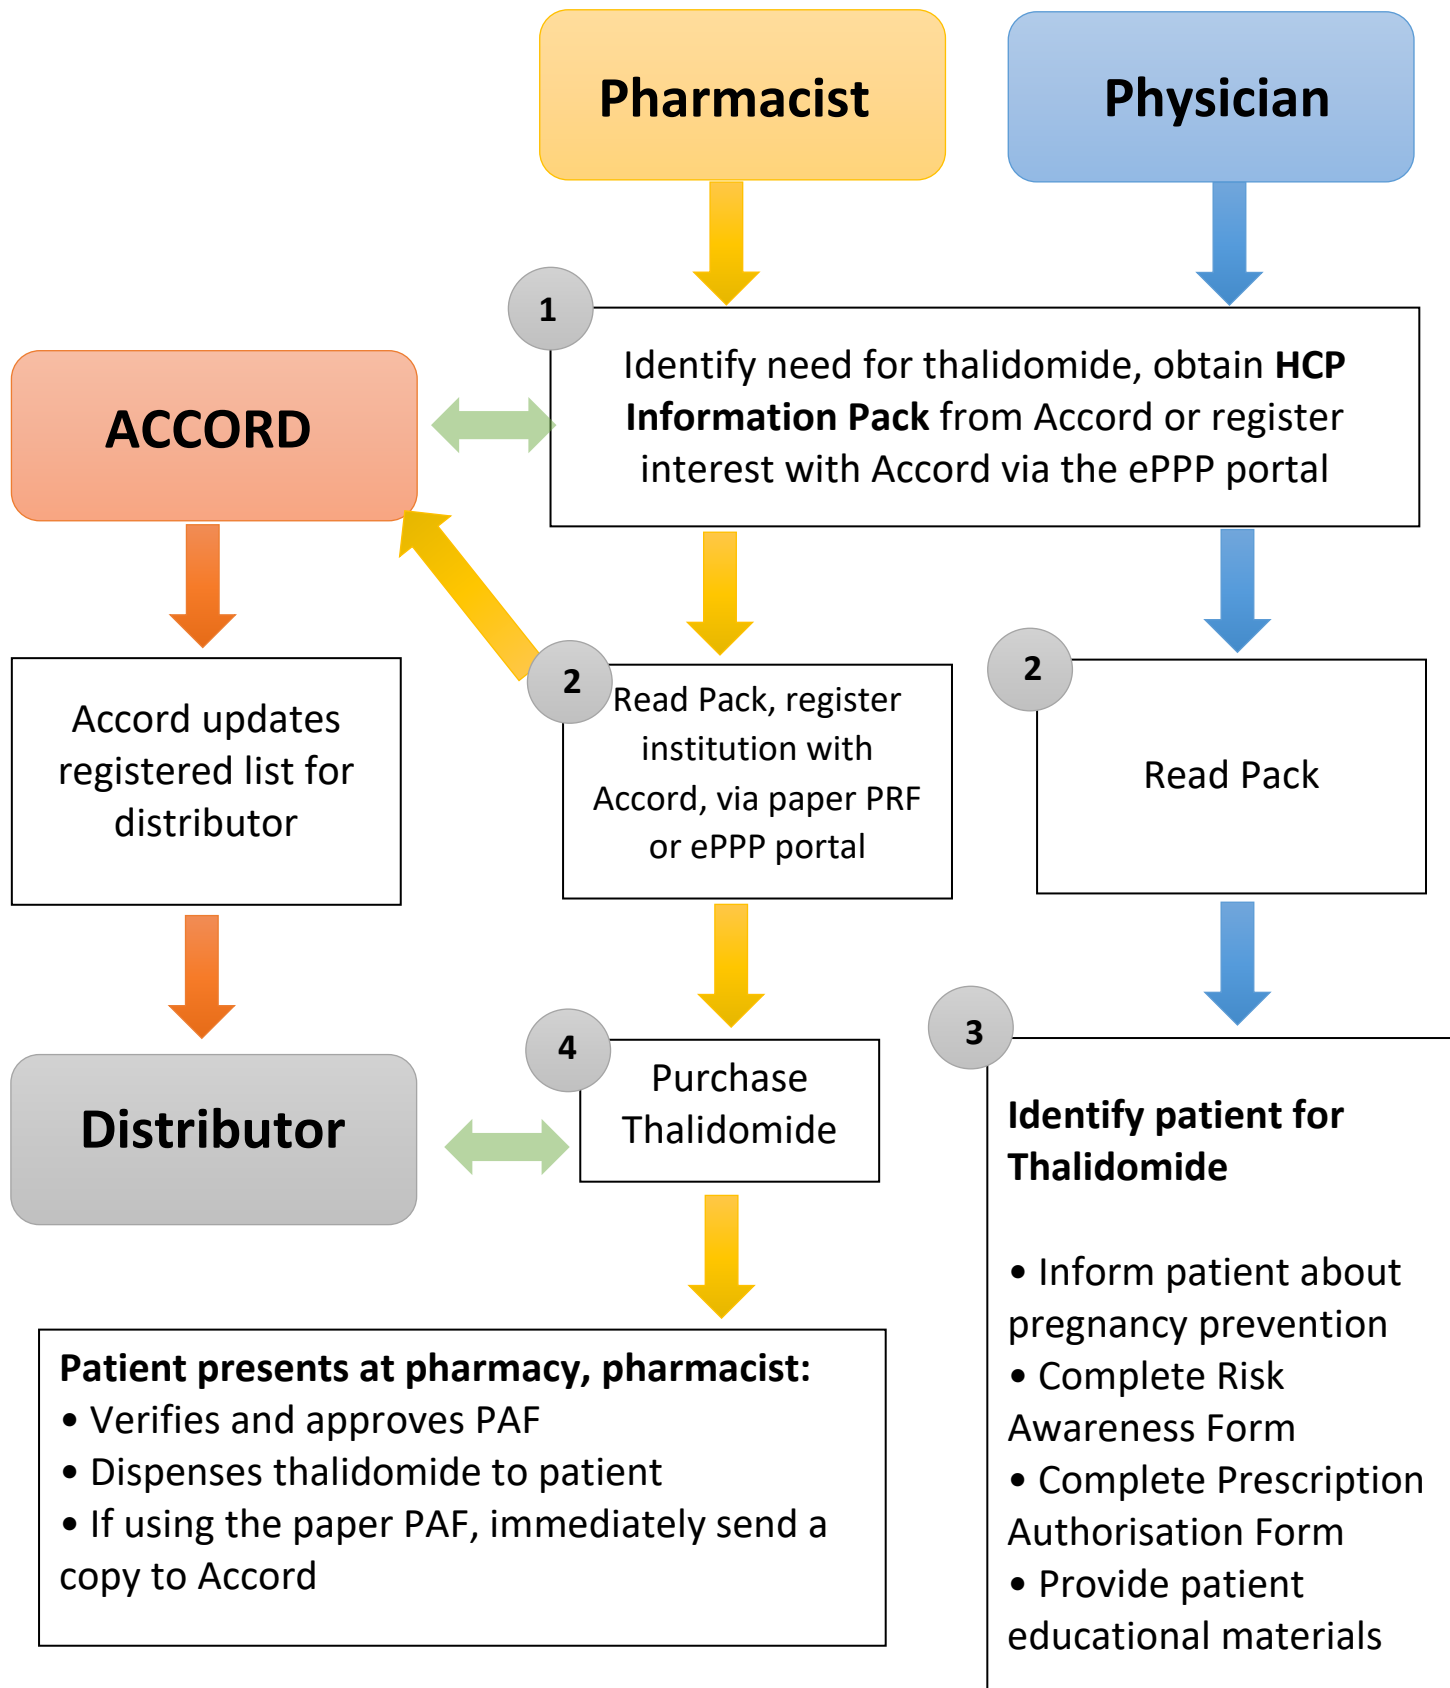 Pharmacist
Physician
1
Identify need for thalidomide, obtain HCP
Information Pack from Accord or register
interest with Accord via the ePPP portal
ACCORD
Accord updates
registered list for
distributor
2
Read Pack, register
institution with
Accord, via paper PRF
or ePPP portal
2
Read Pack
Distributor
4
Purchase
Thalidomide
3
Identify patient for
Thalidomide
• Inform patient about
pregnancy prevention
• Complete Risk
Awareness Form
• Complete Prescription
Authorisation Form
• Provide patient
educational materials
Patient presents at pharmacy, pharmacist:
• Verifies and approves PAF
• Dispenses thalidomide to patient
• If using the paper PAF, immediately send a
copy to Accord